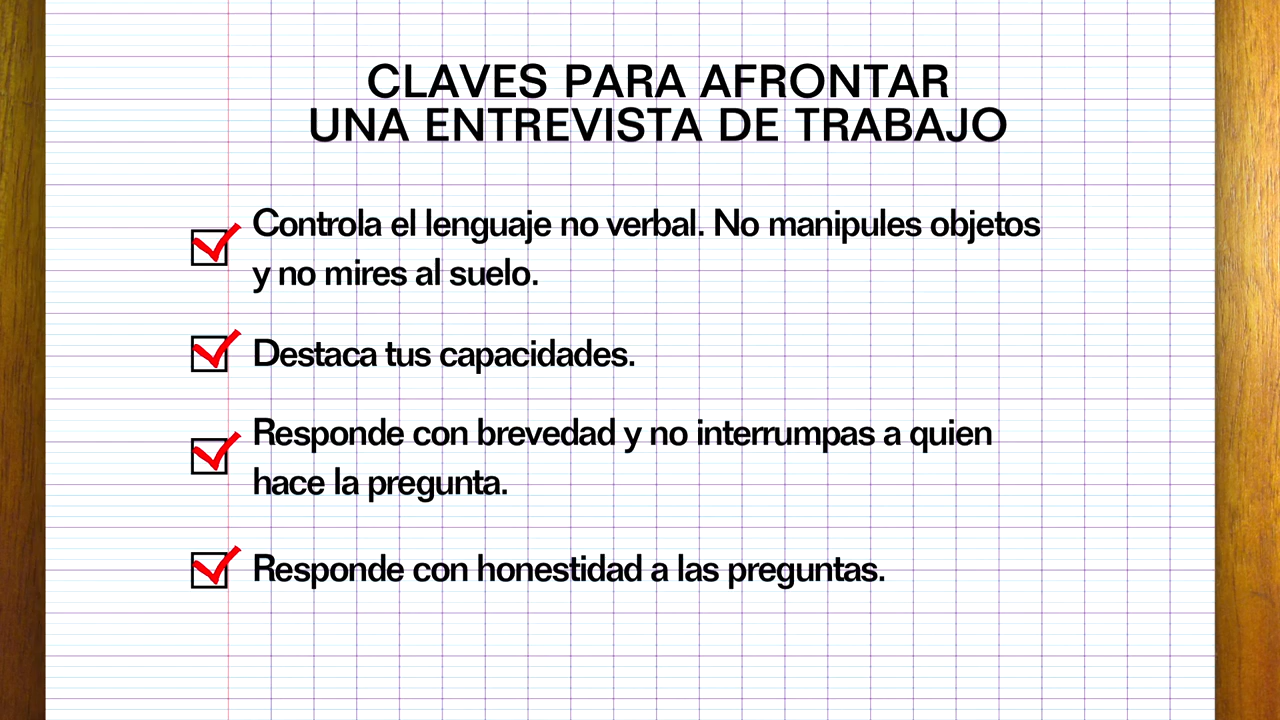 CLAVES PARA AFRONTAR
UNA ENTREVISTA DE TRABAJO
Controla el lenguaje no verbal. No manipules objetos
y no mires al suelo.
Destaca tus capacidades.
Responde con brevedad y no interrumpas a quien
hace la pregunta.
Responde con honestidad a las preguntas.